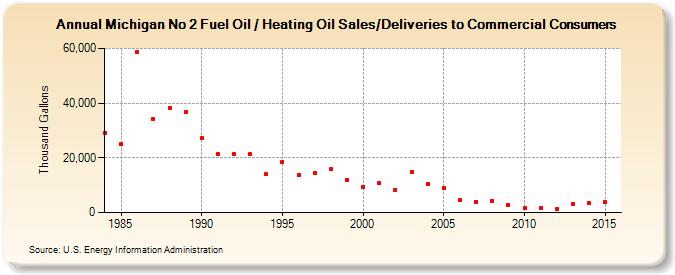 Annual Michigan No 2 Fuel Oil / Heating Oil Sales/Deliveries to Commercial Consumers
Thousand Gallons
60,000
40,000
20,000
0
1985 1990 1995 2000 2005 2010 2015
Source: U.S. Energy Information Administration